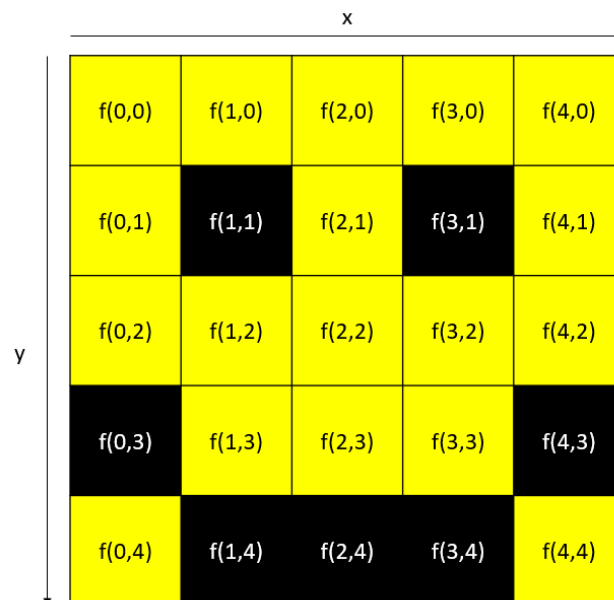 x
f(0,0) f(1,0) f(2,0) f(3,0) f(4,0)
f(0,1) f(1,1) f(2,1) f(3,1) f(4,1)
y
f(0,2) f(1,2) f(2,2) f(3,2) f(4,2)
f(0,3) f(1,3) f(2,3) f(3,3) f(4,3)
f(0,4) f(1,4) f(2,4) f(3,4) f(4,4)